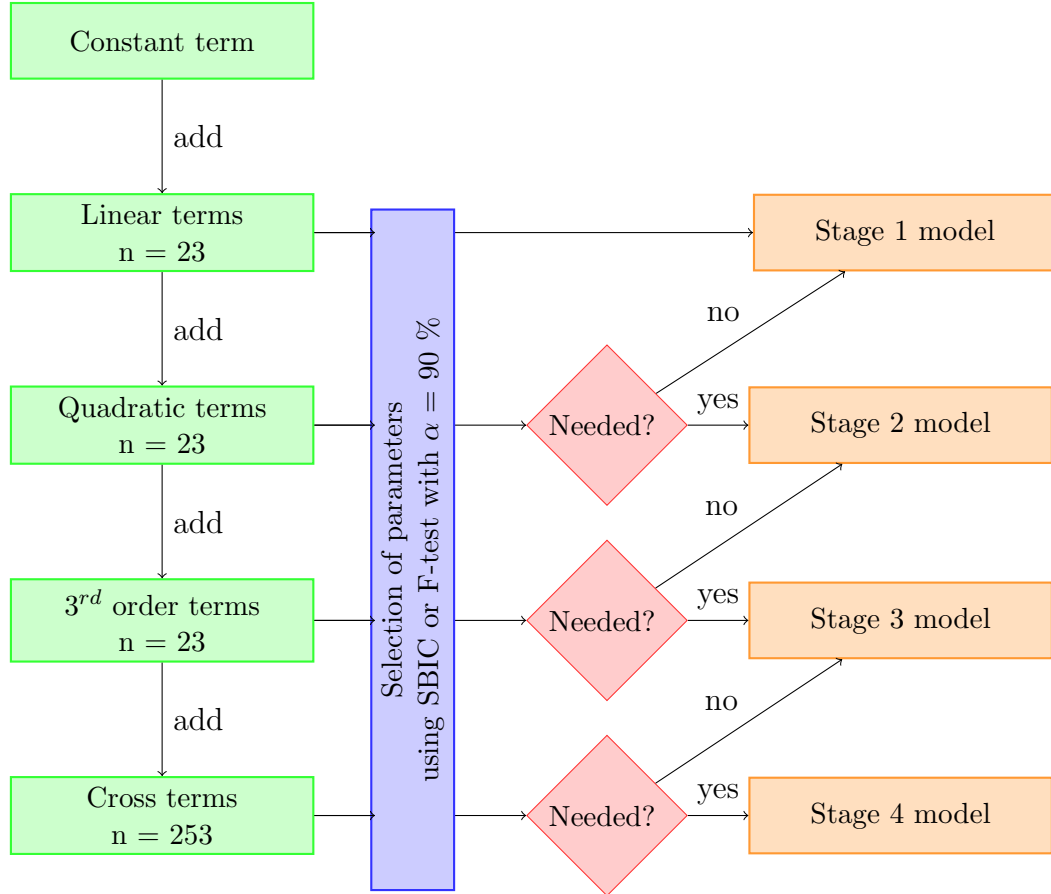 Constant term
add
Linear terms
n = 23
Stage 1 model
add
no
Quadratic terms
n = 23
Selection of parameters
using SBIC or F-test with α = 90 %
Needed?
yes
Stage 2 model
add
no
3rd order terms
n = 23
Needed?
yes
Stage 3 model
add
no
Cross terms
n = 253
Needed?
yes
Stage 4 model